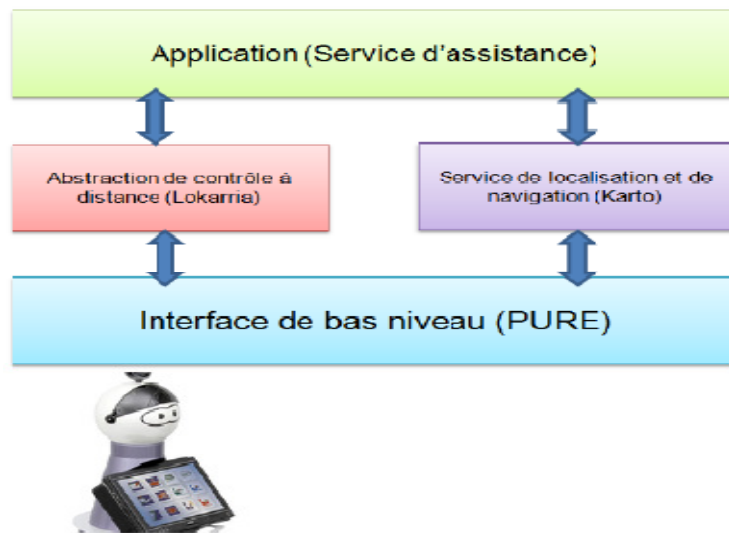 Application (Service d'assistance)
Abstraction de contrôle à
distance (Lokarria)
Service de localisation et de
navigation (Karto)
Interface de bas niveau (PURE)